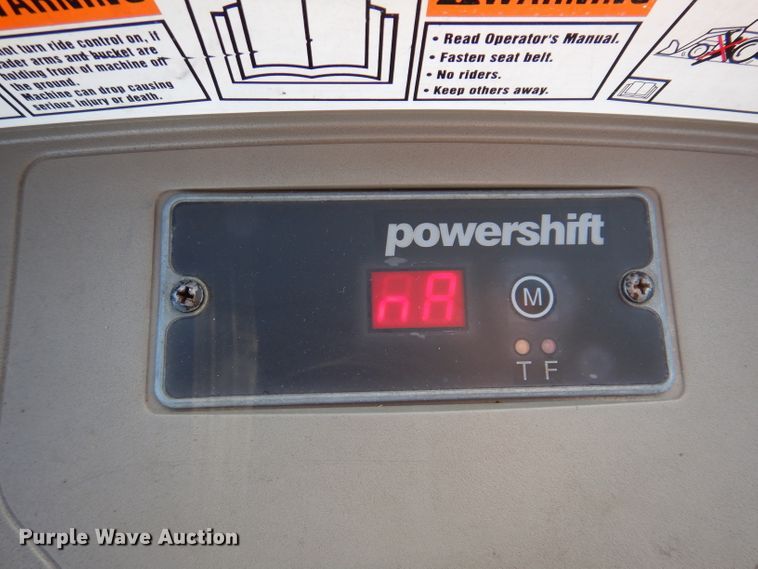 WARNING
turn ride control on, if
arms and bucket are
holding front of machine off
the ground.
Machine can drop causing
serious injury or death.
WARNING
• Read Operator's Manual.
• Fasten seat belt.
• No riders.
• Keep others away.
powershift
nA
M
T F
Purple Wave Auction